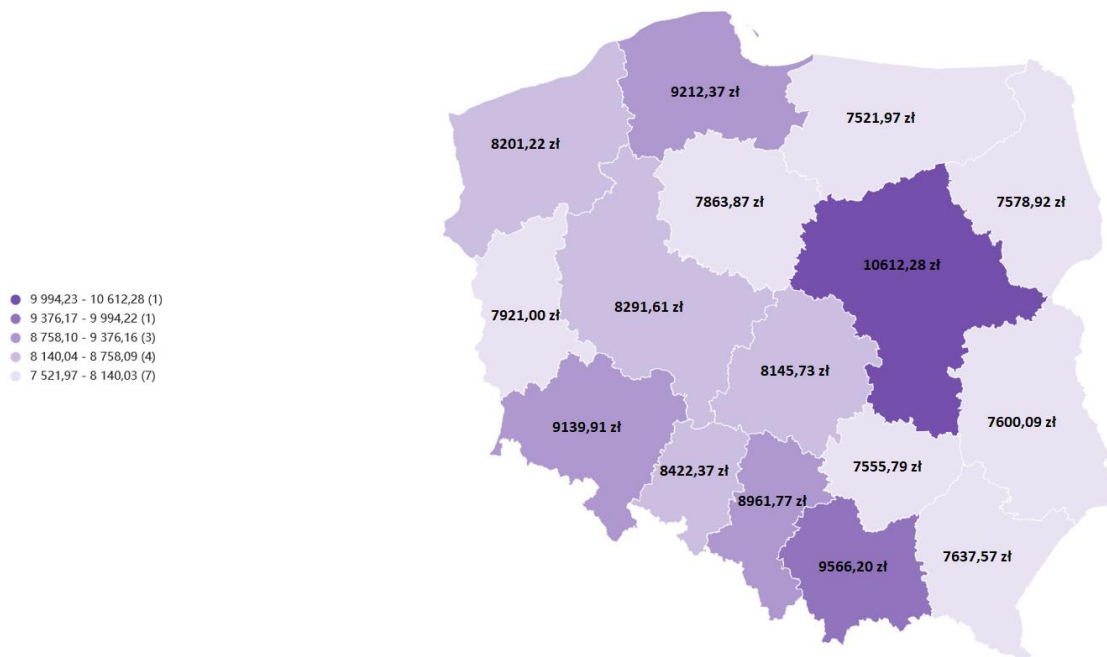 9212,37 zł
7521,97 zł
8201,22 zł
7863,87 zł
7578,92 zł
10612,28 zł
9 994,23 - 10 612,28 (1)
9 376,17 - 9 994,22 (1)
8 758,10 - 9 376,16 (3)
8 140,04 - 8 758,09 (4)
7 521,97 - 8 140,03 (7)
7921,00 zł
8291,61 zł
8145,73 zł
9139,91 zł
7600,09 zł
8422,37 zł
7555,79 zł
8961,77 zł
9566,20 zł
7637,57 zł